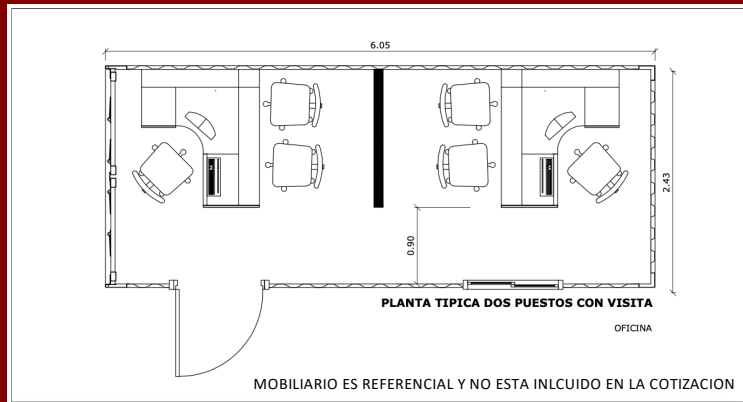 6.05
2.43
0.90
PLANTA TIPICA DOS PUESTOS CON VISITA
OFICINA
MOBILIARIO ES REFERENCIAL Y NO ESTA INLCUIDO EN LA COTIZACION